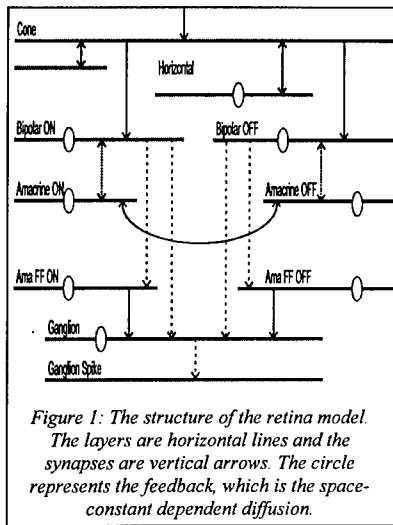 Cone
Horizontal
Bipolar ON
Bipolar OFF
Amacrine ON
Amacrine OFF
Ama FF ON
Ama FF OFF
Ganglion
Ganglion Spike
Figure 1: The structure of the retina model.
The layers are horizontal lines and the
synapses are vertical arrows. The circle
represents the feedback, which is the space-
constant dependent diffusion.